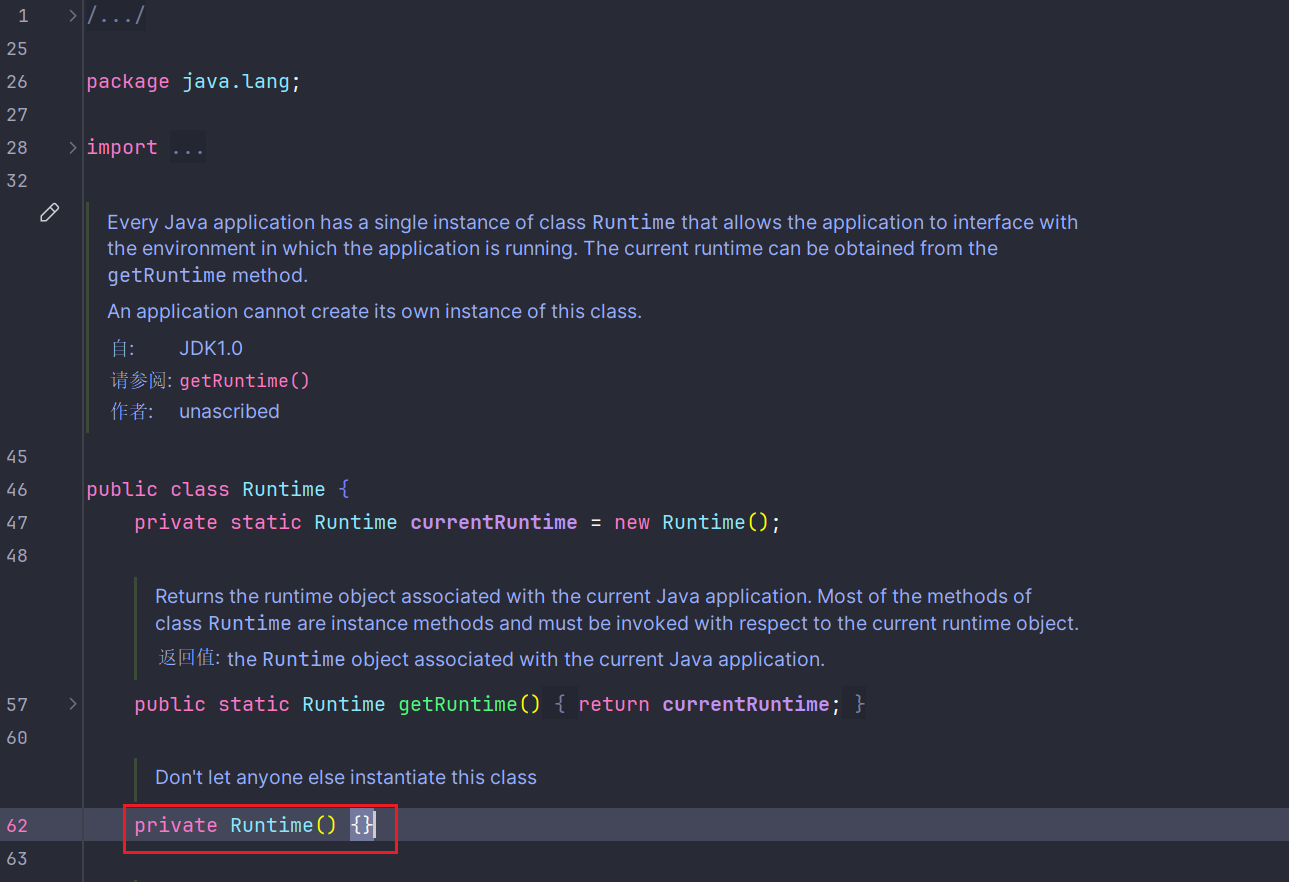 1 /.../
25
26 package java.lang;
27
28 import ...
32
Every Java application has a single instance of class Runtime that allows the application to interface with
the environment in which the application is running. The current runtime can be obtained from the
getRuntime method.
An application cannot create its own instance of this class.
自: JDK1.0
请参阅: getRuntime()
作者: unascribed
45
46 public class Runtime {
47 private static Runtime currentRuntime = new Runtime();
48
Returns the runtime object associated with the current Java application. Most of the methods of
class Runtime are instance methods and must be invoked with respect to the current runtime object.
返回值: the Runtime object associated with the current Java application.
57 public static Runtime getRuntime() { return currentRuntime; }
60
Don't let anyone else instantiate this class
62 private Runtime() {}
63